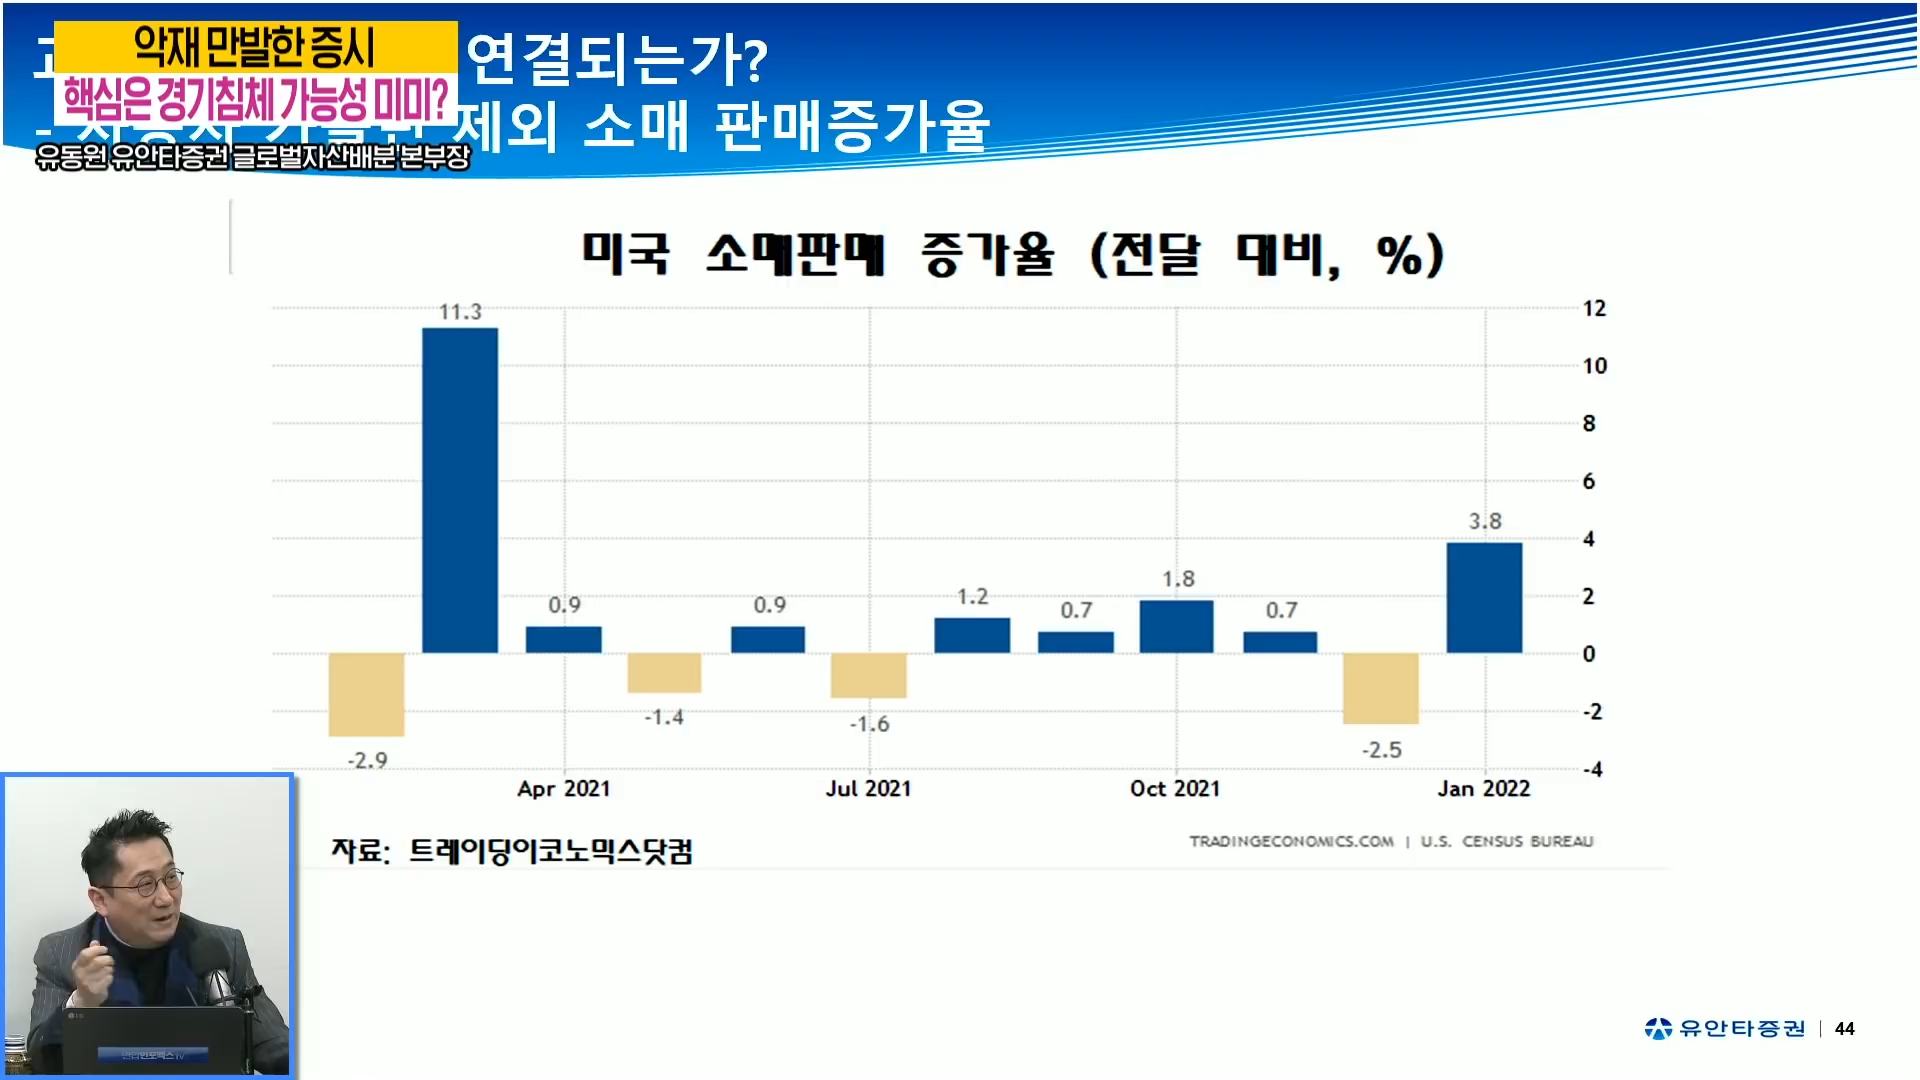 악재 만발한 증시
핵심은 경기침체 가능성 미미?
유동원 유안타증권 글로벌자산배분 본부장
연결되는가?
제외 소매 판매증가율
미국 소매판매 증가율 (전달 대비, %)
12
10
8
6
4
2
0
-2
-4
-2.9
11.3
0.9
-1.4
0.9
-1.6
1.2
0.7
1.8
0.7
-2.5
3.8
Apr 2021
Jul 2021
Oct 2021
Jan 2022
자료: 트레이딩이코노믹스닷컴
TRADINGECONOMICS.COM | U.S. CENSUS BUREAU
유안타증권 | 44